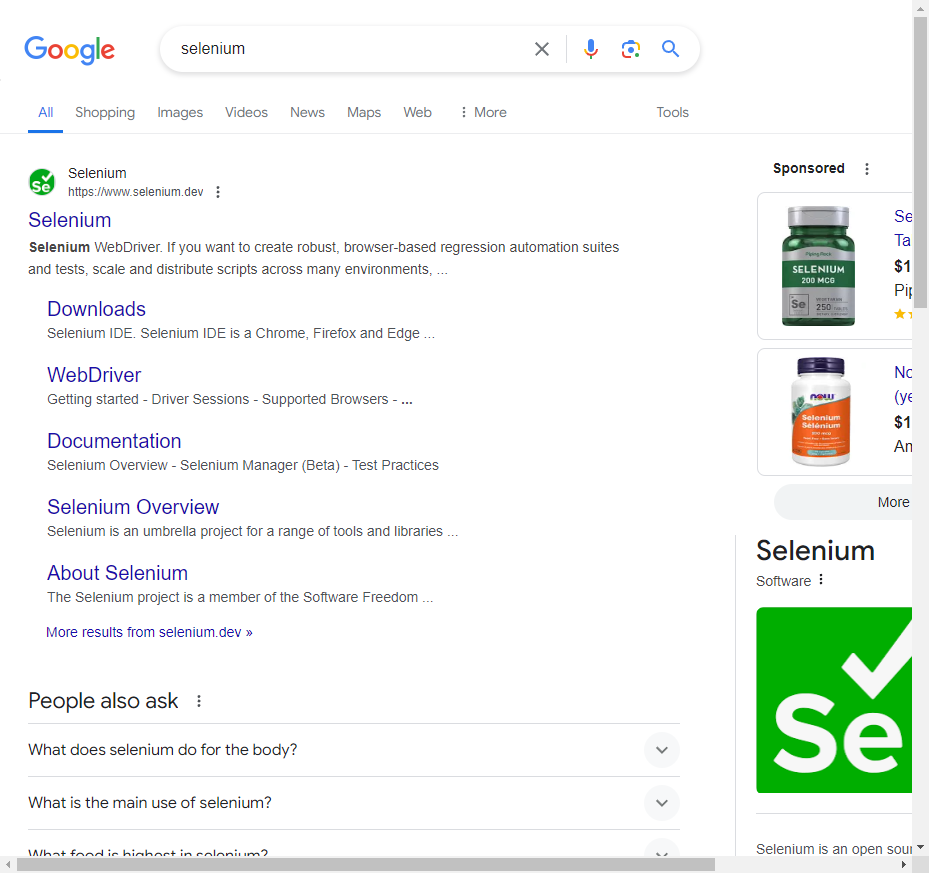 Google
selenium
All Shopping Images Videos News Maps Web More Tools
Selenium
https://www.selenium.dev
Selenium
Selenium WebDriver. If you want to create robust, browser-based regression automation suites
and tests, scale and distribute scripts across many environments, ...
Downloads
Selenium IDE. Selenium IDE is a Chrome, Firefox and Edge ...
WebDriver
Getting started - Driver Sessions - Supported Browsers - ...
Documentation
Selenium Overview - Selenium Manager (Beta) - Test Practices
Selenium Overview
Selenium is an umbrella project for a range of tools and libraries ...
About Selenium
The Selenium project is a member of the Software Freedom ...
More results from selenium.dev »
People also ask
What does selenium do for the body?
What is the main use of selenium?
What food is highest in selenium?
Sponsored
Piping Rock
SELENIUM
200 MCG
Se
250
Se
Ta
$1
Pip
NOW
Selenium
Sélénium
No
(ye
$1
Am
More
Selenium
Software
Se
Selenium is an open sour